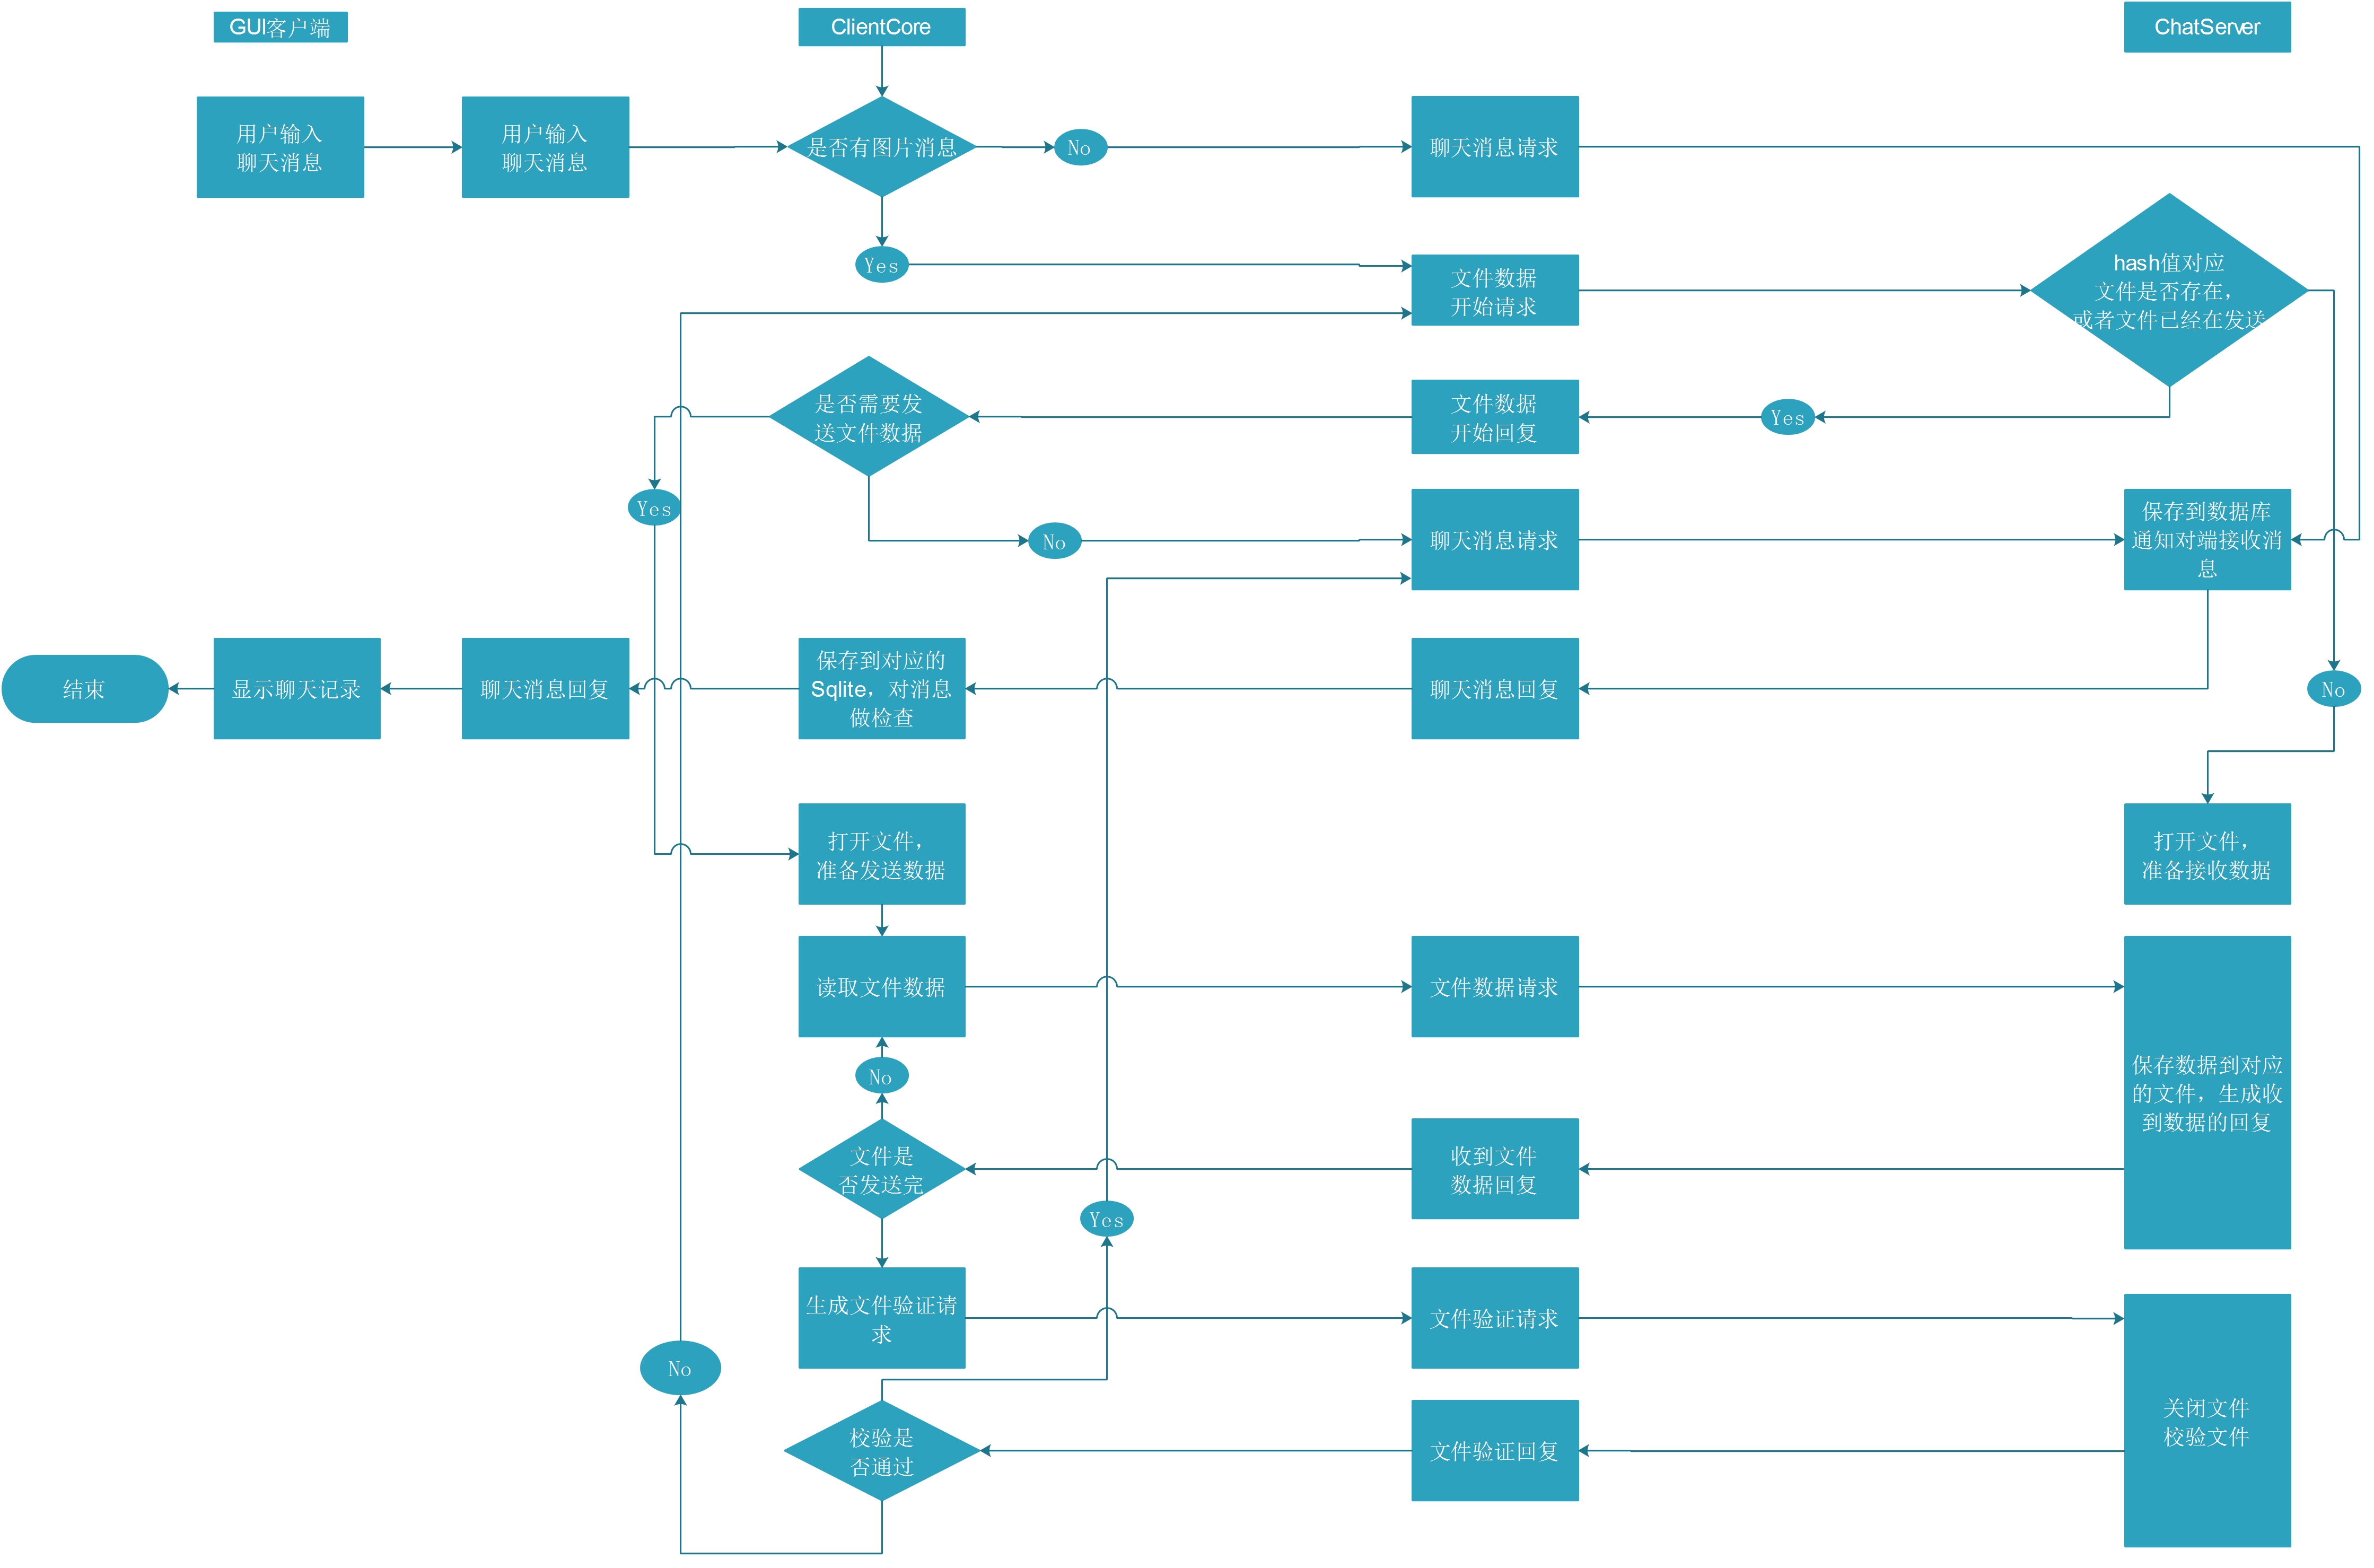 GUI客户端
ClientCore
ChatServer
用户输入
聊天消息
用户输入
聊天消息
是否有图片消息
No
聊天消息请求
Yes
文件数据
开始请求
hash值对应
文件是否存在，
或者文件已经在发送
是否需要发
送文件数据
文件数据
开始回复
Yes
Yes
No
聊天消息请求
保存到数据库
通知对端接收消
息
结束
显示聊天记录
聊天消息回复
保存到对应的
Sqlite，对消息
做检查
聊天消息回复
No
打开文件，
准备发送数据
打开文件，
准备接收数据
读取文件数据
文件数据请求
保存数据到对应
的文件，生成收
到数据的回复
No
文件是
否发送完
收到文件
数据回复
Yes
生成文件验证请
求
文件验证请求
No
校验是
否通过
文件验证回复
关闭文件
校验文件